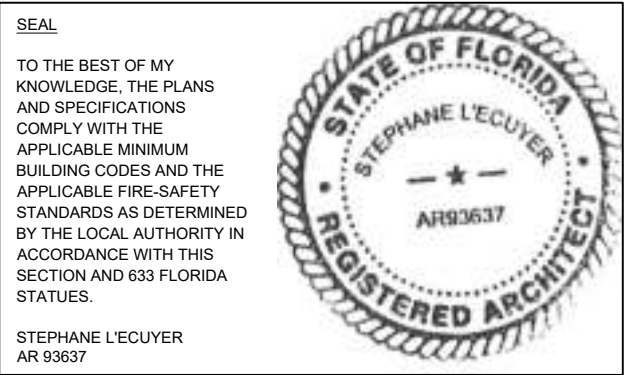 SEAL
TO THE BEST OF MY
KNOWLEDGE, THE PLANS
AND SPECIFICATIONS
COMPLY WITH THE
APPLICABLE MINIMUM
BUILDING CODES AND THE
APPLICABLE FIRE-SAFETY
STANDARDS AS DETERMINED
BY THE LOCAL AUTHORITY IN
ACCORDANCE WITH THIS
SECTION AND 633 FLORIDA
STATUES.
STEPHANE L'ECUYER
AR 93637
STATE OF FLORIDA
STEPHANE L'ECUYER
AR93637
REGISTERED ARCHITECT